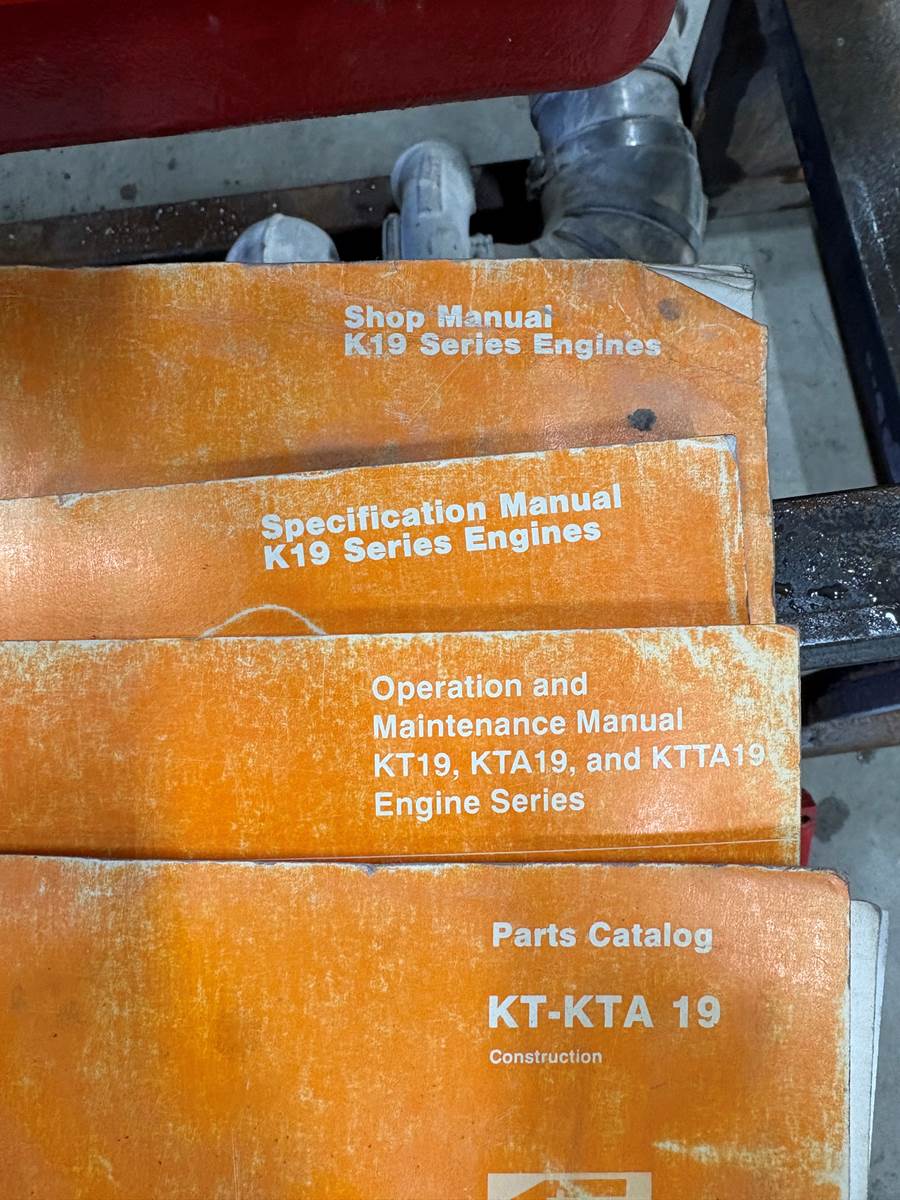 Shop Manual
K19 Series Engines
Specification Manual
K19 Series Engines
Operation and
Maintenance Manual
KT19, KTA19, and KTTA19
Engine Series
Parts Catalog
KT-KTA 19
Construction